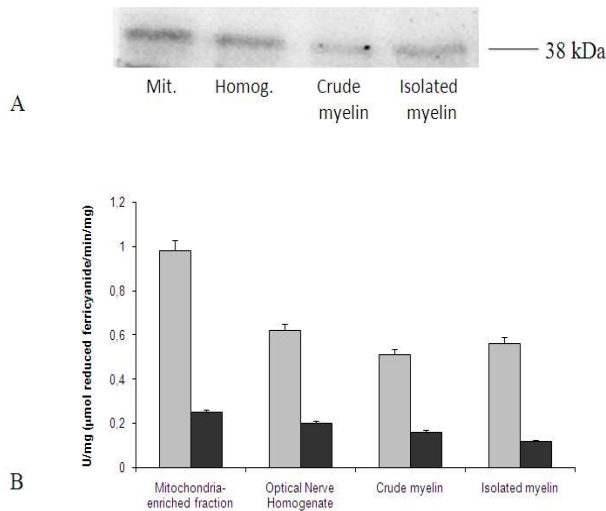 38 kDa
Mit. Homog. Crude myelin Isolated myelin
A
U/mg (µmol reduced ferricyanide/min/mg)
1,2
1
0,8
0,6
0,4
0,2
0
Mitochondria-enriched fraction
Optical Nerve Homogenate
Crude myelin
Isolated myelin
B